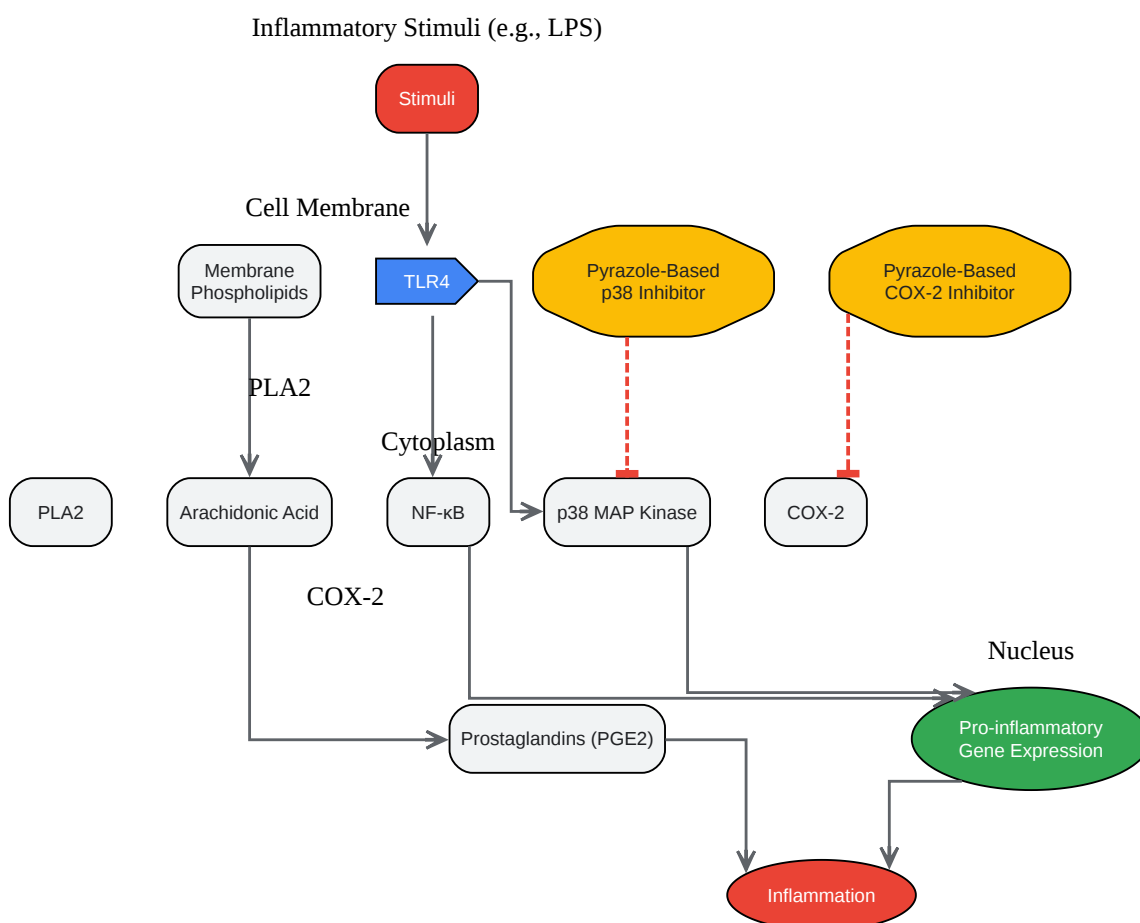 Inflammatory Stimuli (e.g., LPS)
Stimuli
Cell Membrane
Membrane
Phospholipids
TLR4
Pyrazole-Based
p38 Inhibitor
Pyrazole-Based
COX-2 Inhibitor
PLA2
Cytoplasm
PLA2
Arachidonic Acid
NF-κB
p38 MAP Kinase
COX-2
COX-2
Nucleus
Prostaglandins (PGE2)
Pro-inflammatory
Gene Expression
Inflammation